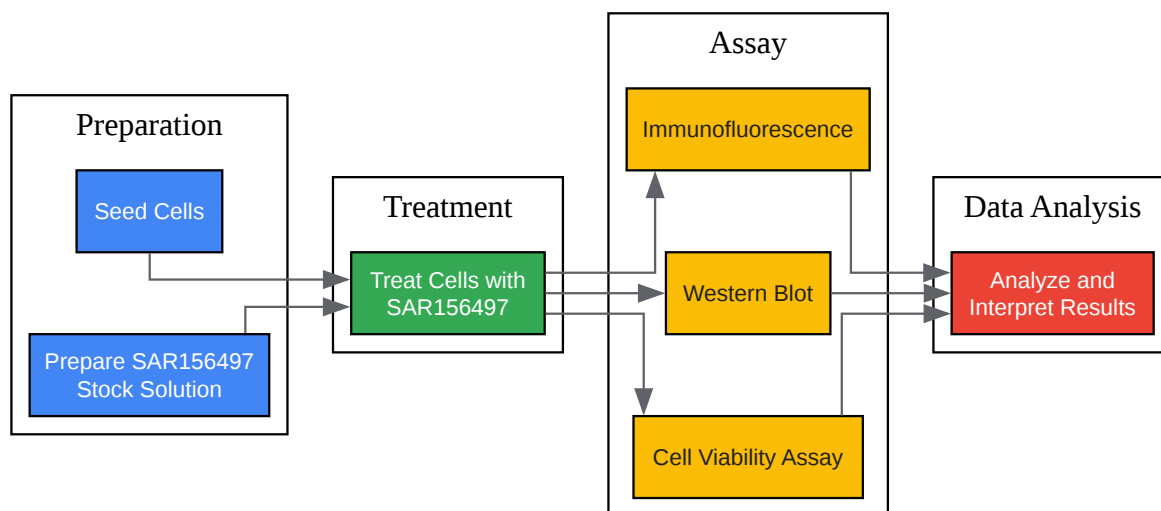 Preparation
Seed Cells
Prepare SAR156497
Stock Solution
Treatment
Treat Cells with
SAR156497
Assay
Immunofluorescence
Western Blot
Cell Viability Assay
Data Analysis
Analyze and
Interpret Results